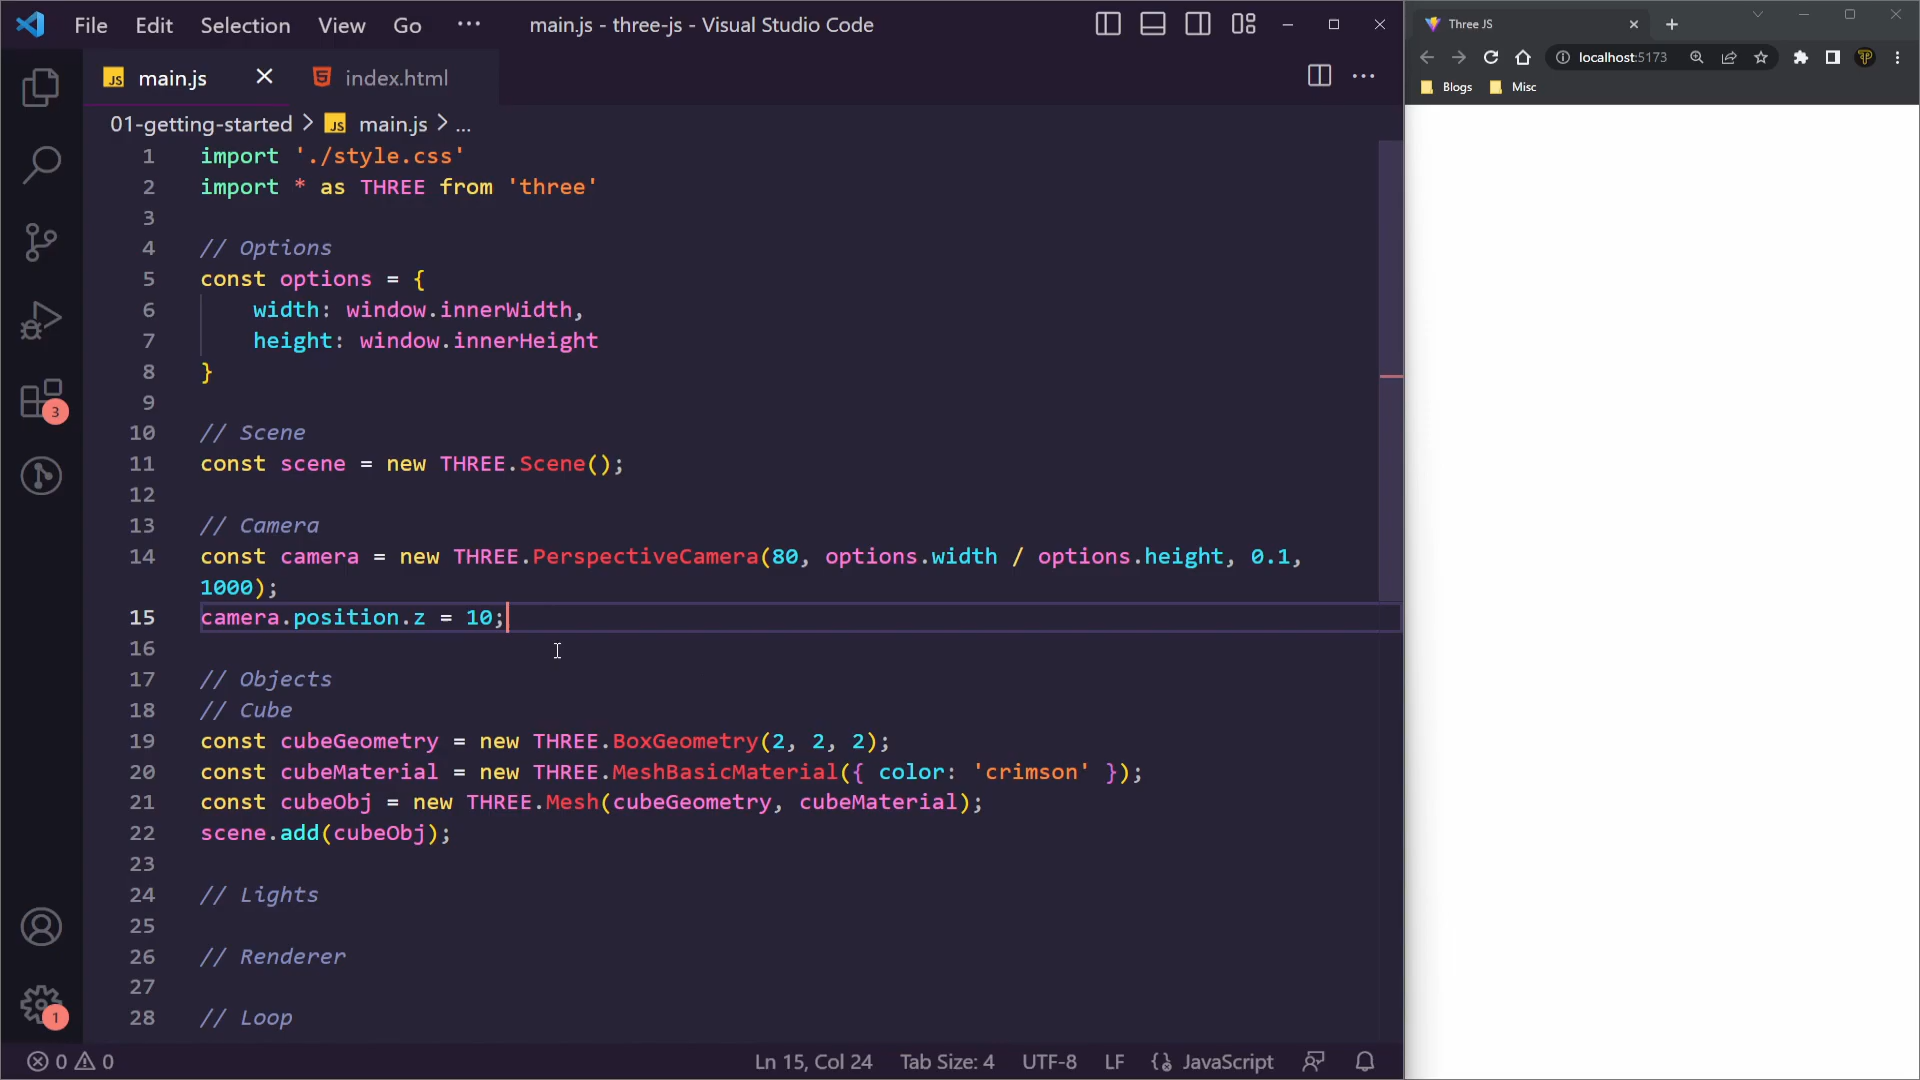 File Edit Selection View Go ··· main.js - three-js - Visual Studio Code
JS main.js index.html
01-getting-started > JS main.js > ...
1 import './style.css'
2 import * as THREE from 'three'
3
4 // Options
5 const options = {
6 width: window.innerWidth,
7 height: window.innerHeight
8 }
9
10 // Scene
11 const scene = new THREE.Scene();
12
13 // Camera
14 const camera = new THREE.PerspectiveCamera(80, options.width / options.height, 0.1,
1000);
15 camera.position.z = 10;
16
17 // Objects
18 // Cube
19 const cubeGeometry = new THREE.BoxGeometry(2, 2, 2);
20 const cubeMaterial = new THREE.MeshBasicMaterial({ color: 'crimson' });
21 const cubeObj = new THREE.Mesh(cubeGeometry, cubeMaterial);
22 scene.add(cubeObj);
23
24 // Lights
25
26 // Renderer
27
28 // Loop
3
1
0 0 Ln 15, Col 24 Tab Size: 4 UTF-8 LF JavaScript
Three JS
localhost:5173
Blogs Misc